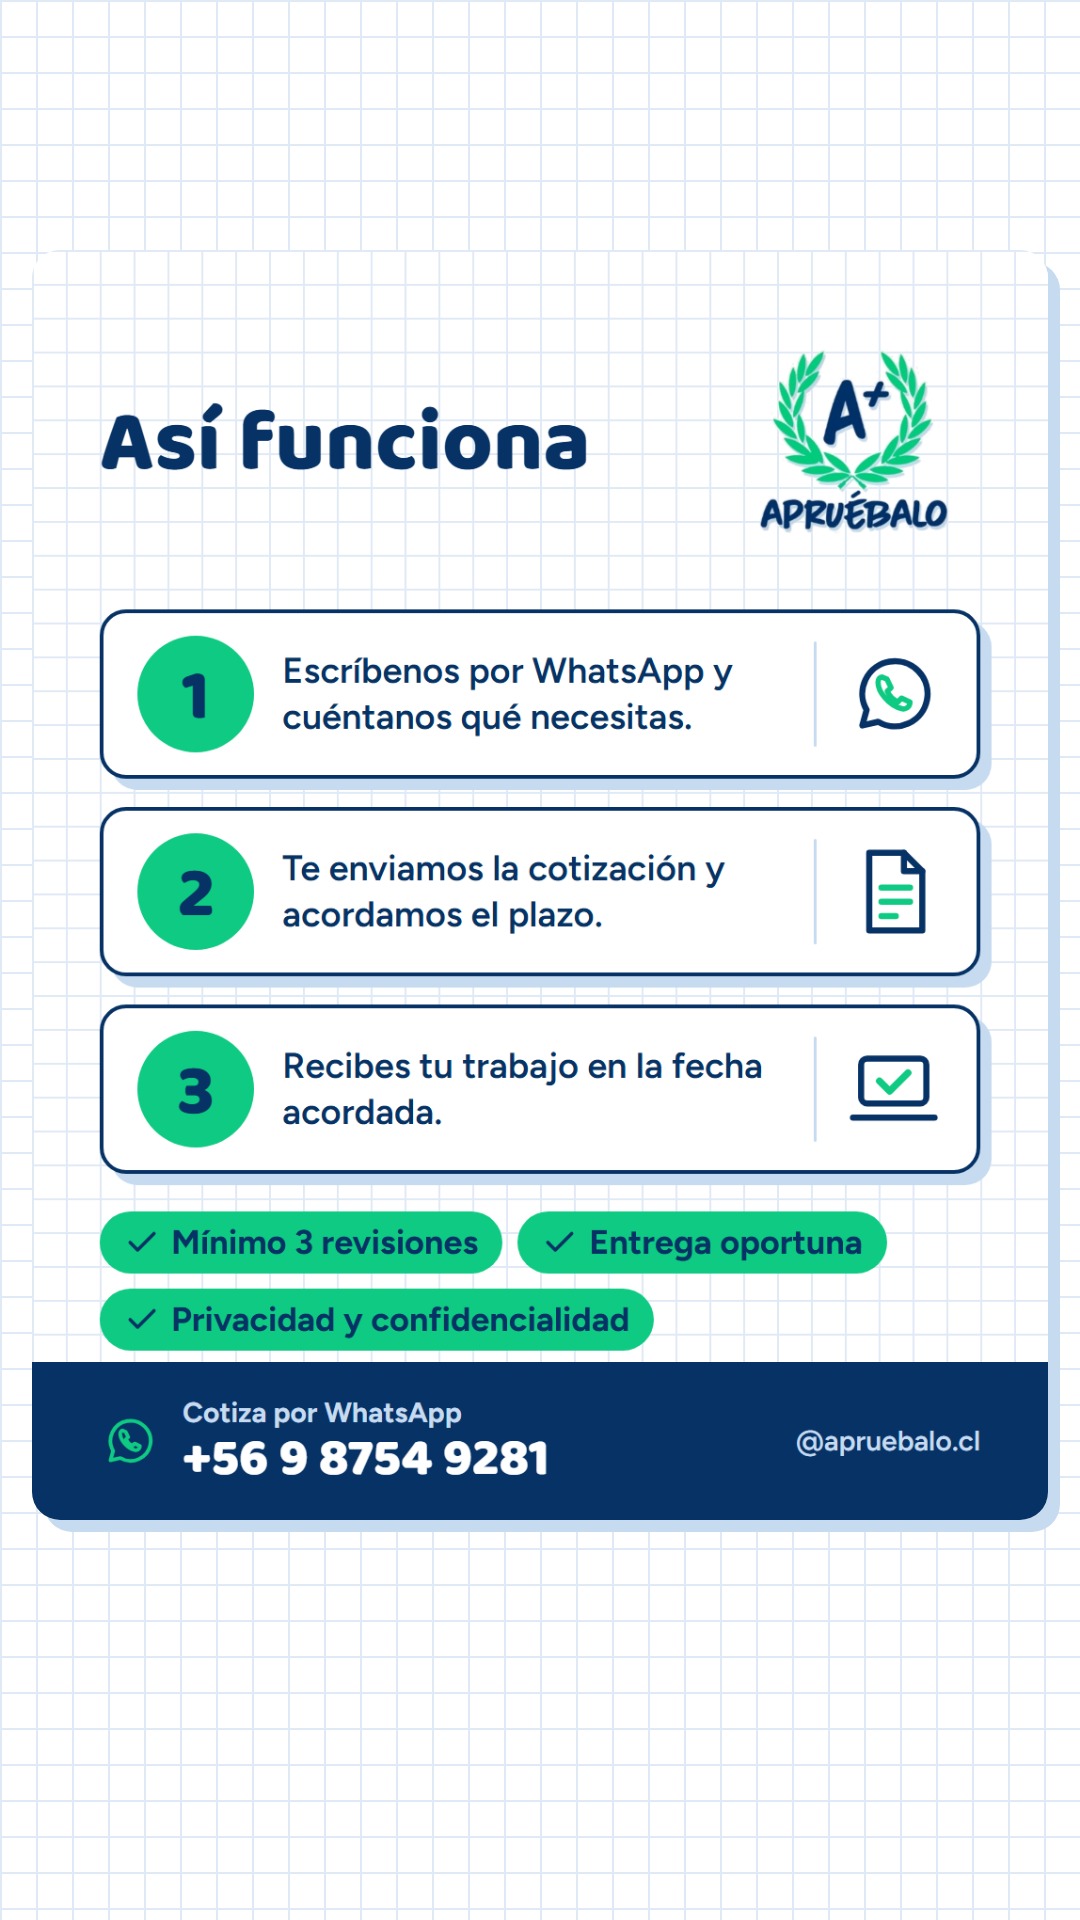 Así funciona
A+
APRUÉBALO
1
Escríbenos por WhatsApp y
cuéntanos qué necesitas.
2
Te enviamos la cotización y
acordamos el plazo.
3
Recibes tu trabajo en la fecha
acordada.
Mínimo 3 revisiones
Entrega oportuna
Privacidad y confidencialidad
Cotiza por WhatsApp
+56 9 8754 9281
@apruebalo.cl